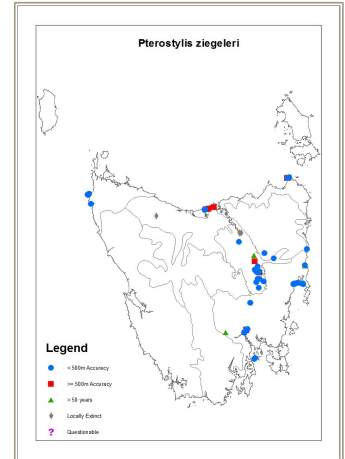 Pterostylis ziegeleri
Legend
< 500m Accuracy
>= 500m Accuracy
> 50 years
Locally Extinct
Questionable